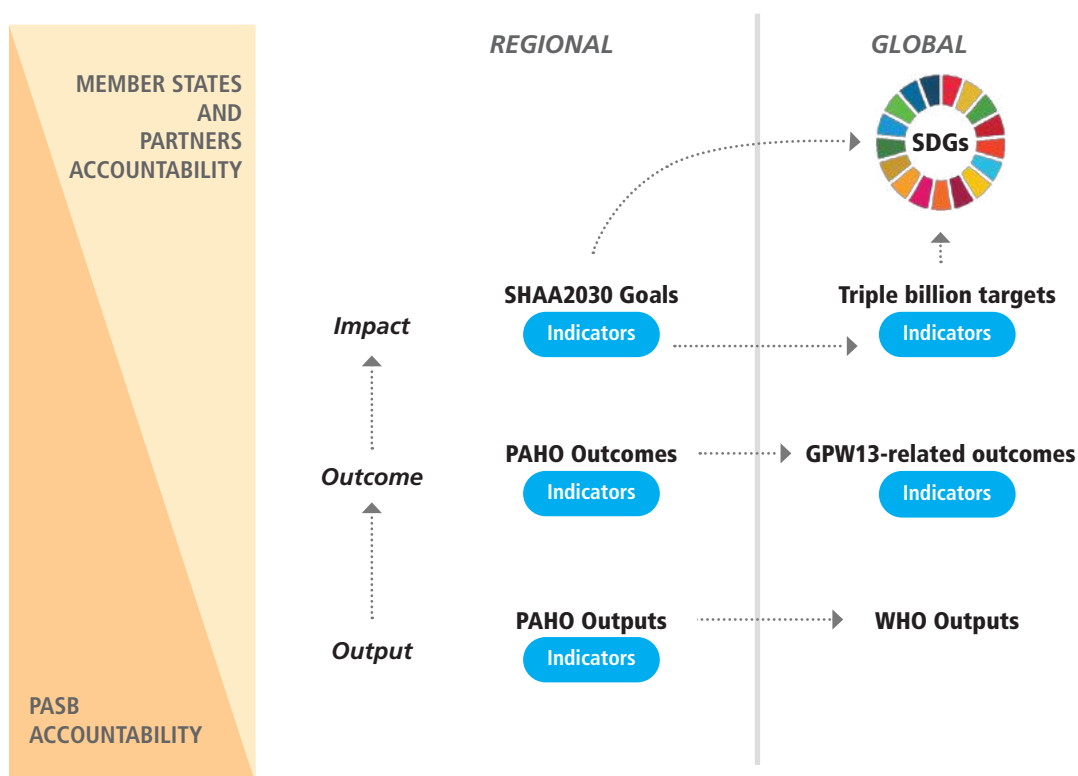 REGIONAL
GLOBAL
MEMBER STATES
AND
PARTNERS
ACCOUNTABILITY
SDGs
SHAA2030 Goals
Triple billion targets
Impact
Indicators
Indicators
PAHO Outcomes
GPW13-related outcomes
Outcome
Indicators
Indicators
PAHO Outputs
WHO Outputs
Output
Indicators
PASB
ACCOUNTABILITY